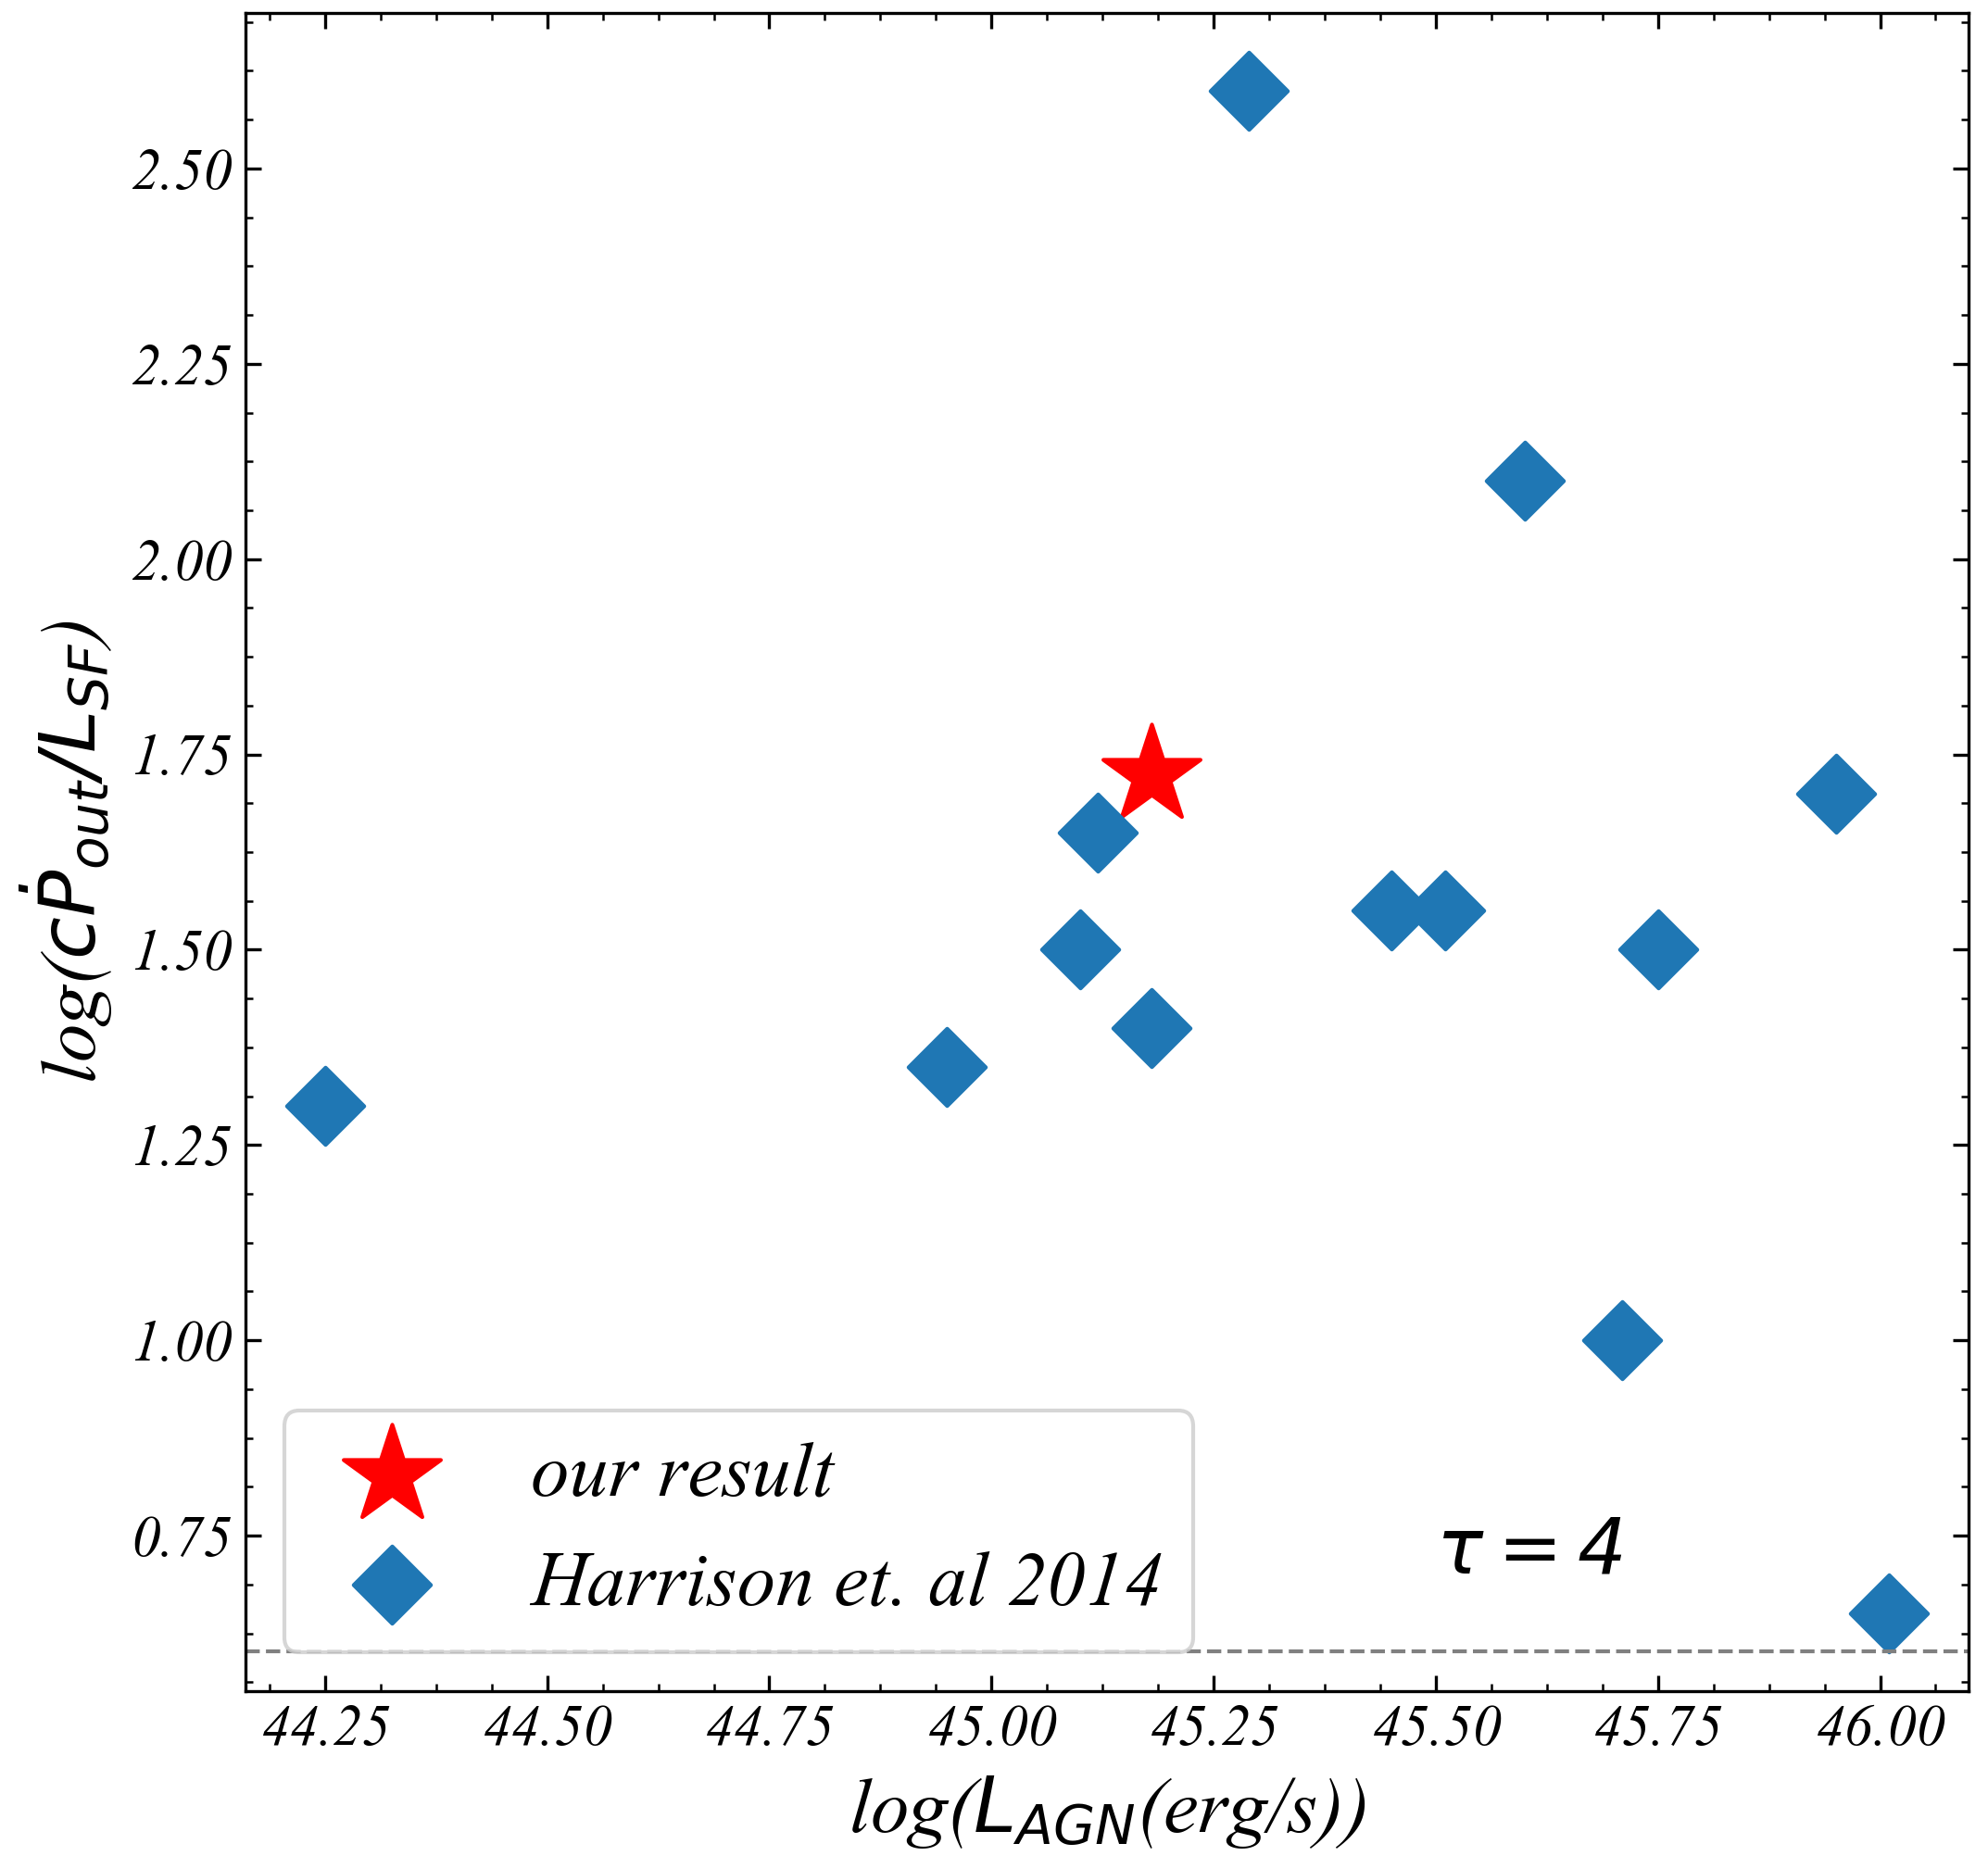 2.50
2.25
2.00
1.75
1.50
1.25
1.00
0.75
log(cṖout/LSF)
our result
Harrison et. al 2014
τ = 4
44.25 44.50 44.75 45.00 45.25 45.50 45.75 46.00
log(LAGN(erg/s))